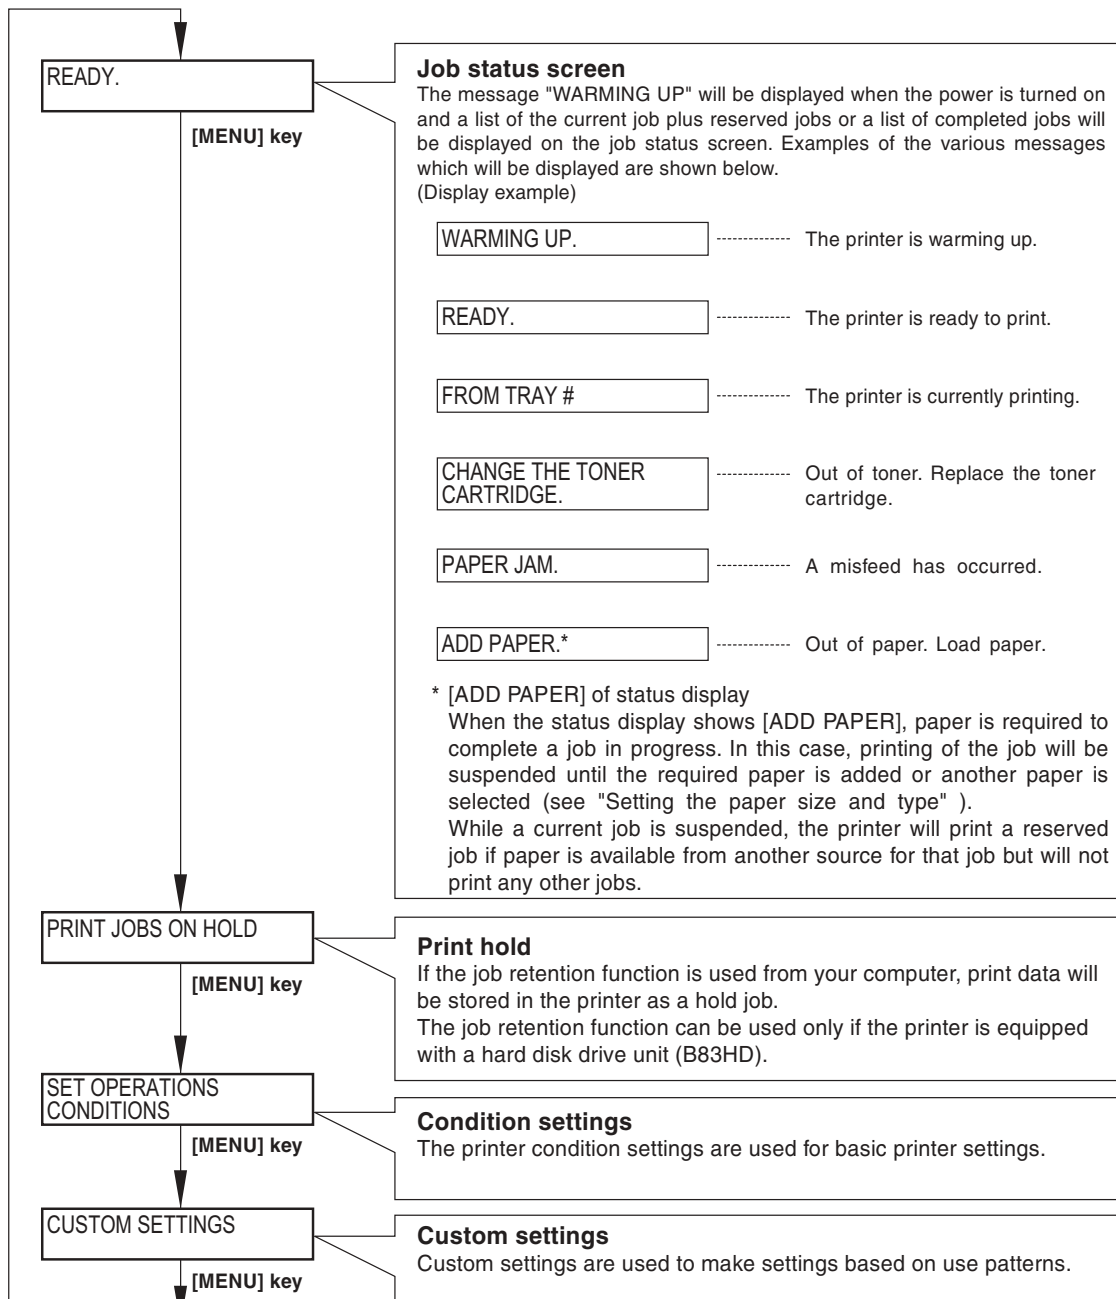 READY.
[MENU] key
Job status screen
The message "WARMING UP" will be displayed when the power is turned on
and a list of the current job plus reserved jobs or a list of completed jobs will
be displayed on the job status screen. Examples of the various messages
which will be displayed are shown below.
(Display example)
WARMING UP.
The printer is warming up.
READY.
The printer is ready to print.
FROM TRAY #
The printer is currently printing.
CHANGE THE TONER
CARTRIDGE.
Out of toner. Replace the toner
cartridge.
PAPER JAM.
A misfeed has occurred.
ADD PAPER.*
Out of paper. Load paper.
* [ADD PAPER] of status display
When the status display shows [ADD PAPER], paper is required to
complete a job in progress. In this case, printing of the job will be
suspended until the required paper is added or another paper is
selected (see "Setting the paper size and type" ).
While a current job is suspended, the printer will print a reserved
job if paper is available from another source for that job but will not
print any other jobs.
PRINT JOBS ON HOLD
[MENU] key
Print hold
If the job retention function is used from your computer, print data will
be stored in the printer as a hold job.
The job retention function can be used only if the printer is equipped
with a hard disk drive unit (B83HD).
SET OPERATIONS
CONDITIONS
[MENU] key
Condition settings
The printer condition settings are used for basic printer settings.
CUSTOM SETTINGS
[MENU] key
Custom settings
Custom settings are used to make settings based on use patterns.